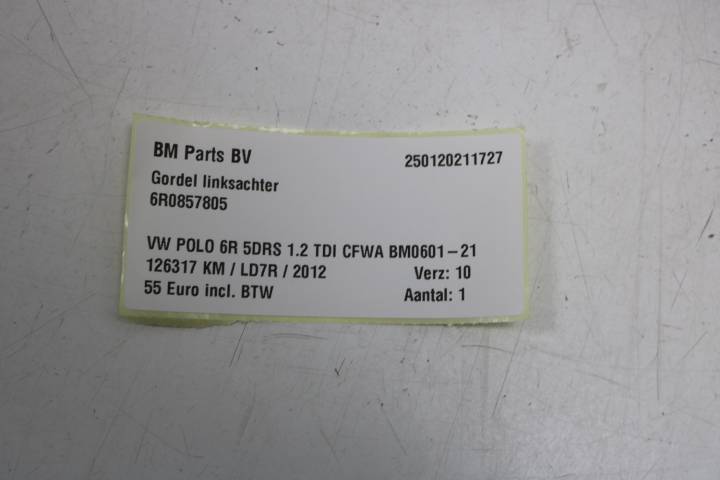 BM Parts BV 250120211727
Gordel linksachter
6R0857805
VW POLO 6R 5DRS 1.2 TDI CFWA BM0601-21
126317 KM / LD7R / 2012 Verz: 10
55 Euro incl. BTW Aantal: 1